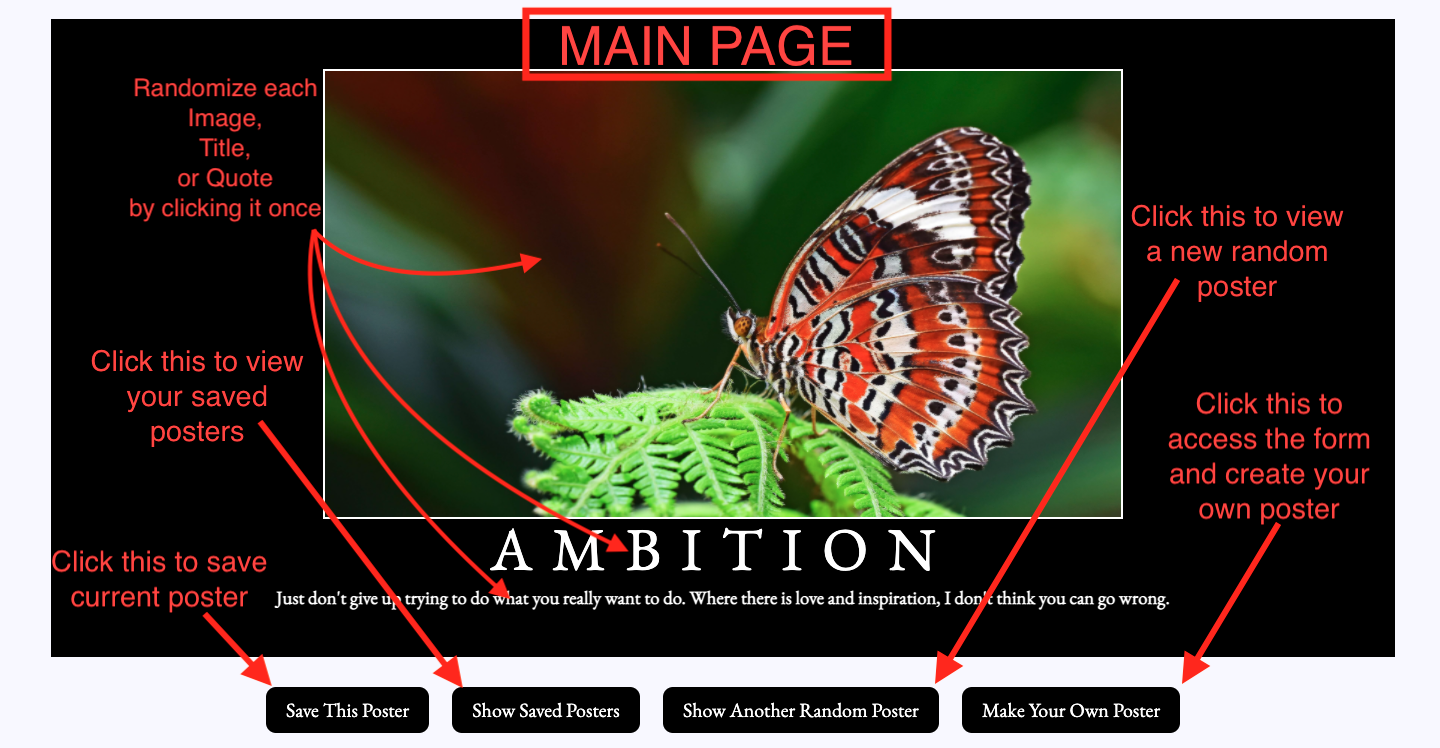 MAIN PAGE
Randomize each
Image,
Title,
or Quote
by clicking it once
Click this to view
a new random
poster
Click this to view
your saved
posters
Click this to
access the form
and create your
own poster
Click this to save
current poster
AMBITION
Just don't give up trying to do what you really want to do. Where there is love and inspiration, I don't think you can go wrong.
Save This Poster
Show Saved Posters
Show Another Random Poster
Make Your Own Poster